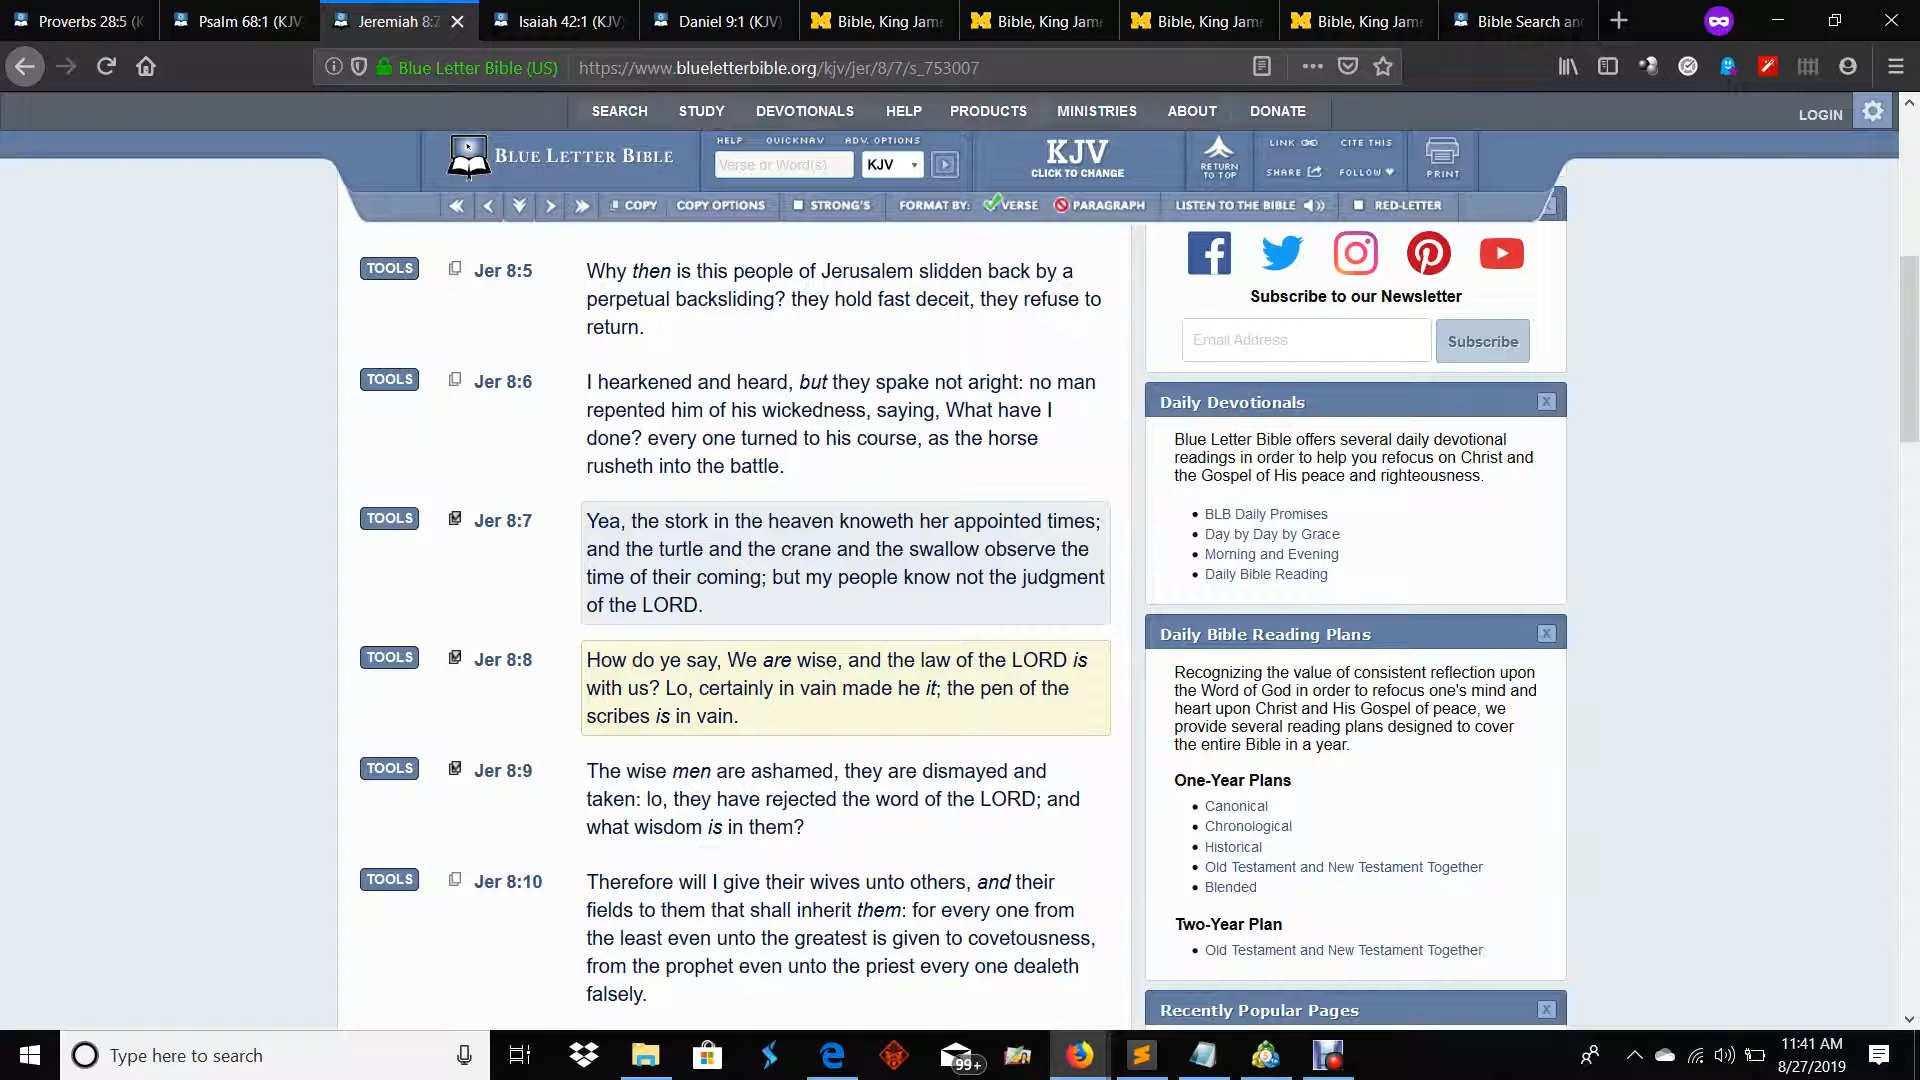 Proverbs 28:5 (K
Psalm 68:1 (KJV
Jeremiah 8:7
Isaiah 42:1 (KJV
Daniel 9:1 (KJV)
Bible, King Jame
Bible, King Jame
Bible, King Jame
Bible, King Jame
Bible Search an
Blue Letter Bible (US)
https://www.blueletterbible.org/kjv/jer/8/7/s_753007
SEARCH STUDY DEVOTIONALS HELP PRODUCTS MINISTRIES ABOUT DONATE
LOGIN
BLUE LETTER BIBLE
HELP QUICKNAV ADV. OPTIONS
Verse or Word(s)
KJV
KJV
CLICK TO CHANGE
RETURN
TO TOP
LINK CITE THIS
SHARE FOLLOW
PRINT
COPY COPY OPTIONS STRONG'S FORMAT BY: VERSE PARAGRAPH LISTEN TO THE BIBLE RED-LETTER
TOOLS Jer 8:5
Why then is this people of Jerusalem slidden back by a
perpetual backsliding? they hold fast deceit, they refuse to
return.
TOOLS Jer 8:6
I hearkened and heard, but they spake not aright: no man
repented him of his wickedness, saying, What have I
done? every one turned to his course, as the horse
rusheth into the battle.
TOOLS Jer 8:7
Yea, the stork in the heaven knoweth her appointed times;
and the turtle and the crane and the swallow observe the
time of their coming; but my people know not the judgment
of the LORD.
TOOLS Jer 8:8
How do ye say, We are wise, and the law of the LORD is
with us? Lo, certainly in vain made he it; the pen of the
scribes is in vain.
TOOLS Jer 8:9
The wise men are ashamed, they are dismayed and
taken: lo, they have rejected the word of the LORD; and
what wisdom is in them?
TOOLS Jer 8:10
Therefore will I give their wives unto others, and their
fields to them that shall inherit them: for every one from
the least even unto the greatest is given to covetousness,
from the prophet even unto the priest every one dealeth
falsely.
Subscribe to our Newsletter
Email Address
Subscribe
Daily Devotionals
X
Blue Letter Bible offers several daily devotional
readings in order to help you refocus on Christ and
the Gospel of His peace and righteousness.
BLB Daily Promises
Day by Day by Grace
Morning and Evening
Daily Bible Reading
Daily Bible Reading Plans
X
Recognizing the value of consistent reflection upon
the Word of God in order to refocus one's mind and
heart upon Christ and His Gospel of peace, we
provide several reading plans designed to cover
the entire Bible in a year.
One-Year Plans
Canonical
Chronological
Historical
Old Testament and New Testament Together
Blended
Two-Year Plan
Old Testament and New Testament Together
Recently Popular Pages
X
Type here to search
99+
11:41 AM
8/27/2019